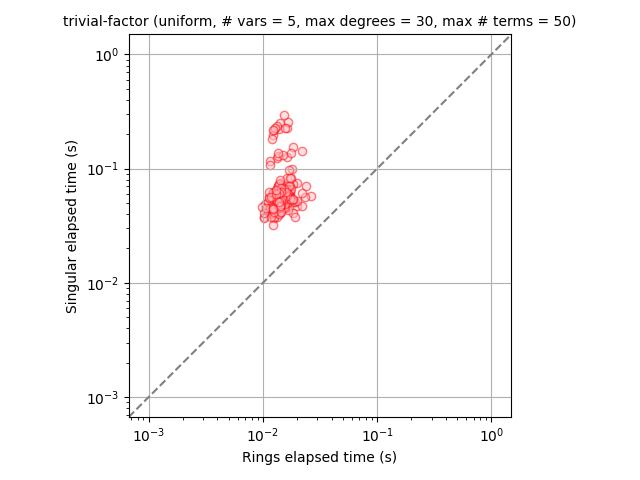 trivial-factor (uniform, # vars = 5, max degrees = 30, max # terms = 50)
10⁰
10⁻¹
10⁻²
10⁻³
Singular elapsed time (s)
10⁻³ 10⁻² 10⁻¹ 10⁰
Rings elapsed time (s)